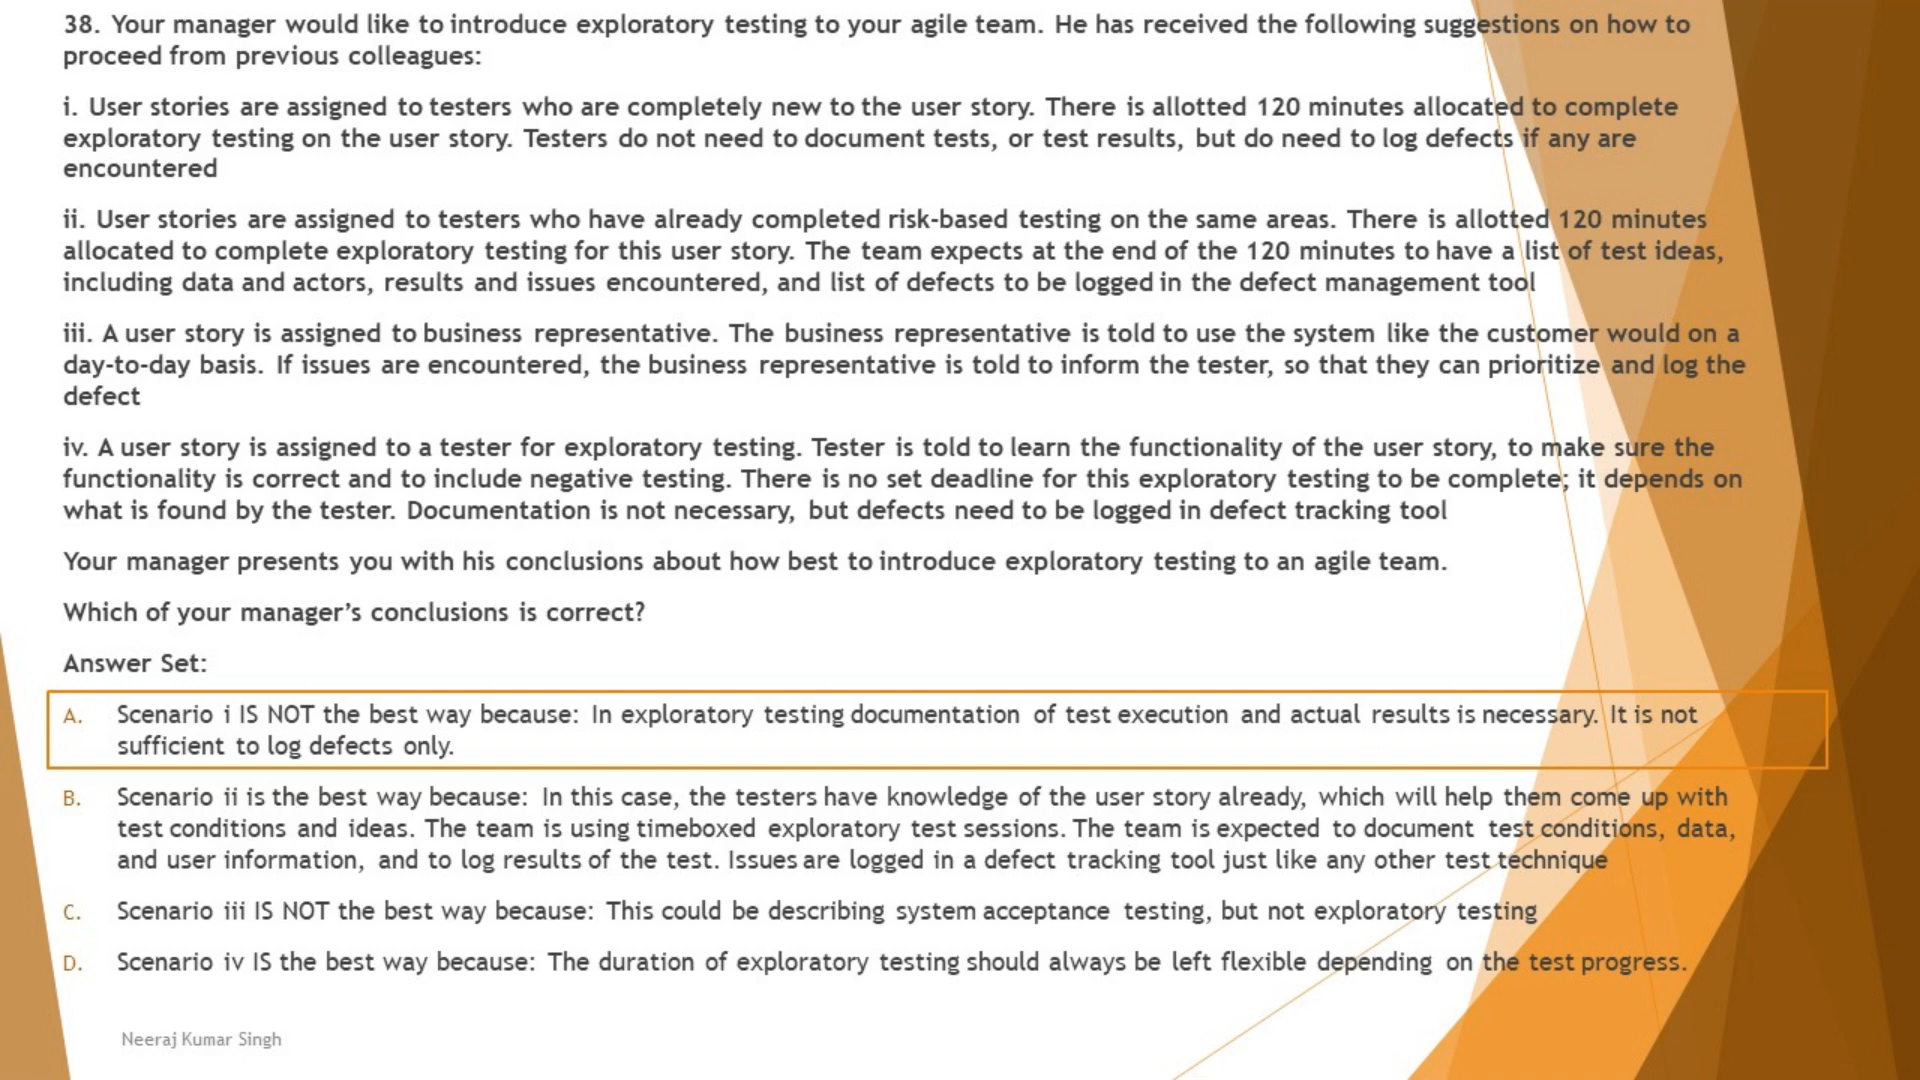 38. Your manager would like to introduce exploratory testing to your agile team. He has received the following suggestions on how to
proceed from previous colleagues:
i. User stories are assigned to testers who are completely new to the user story. There is allotted 120 minutes allocated to complete
exploratory testing on the user story. Testers do not need to document tests, or test results, but do need to log defects if any are
encountered
ii. User stories are assigned to testers who have already completed risk-based testing on the same areas. There is allotted 120 minutes
allocated to complete exploratory testing for this user story. The team expects at the end of the 120 minutes to have a list of test ideas,
including data and actors, results and issues encountered, and list of defects to be logged in the defect management tool
iii. A user story is assigned to business representative. The business representative is told to use the system like the customer would on a
day-to-day basis. If issues are encountered, the business representative is told to inform the tester, so that they can prioritize and log the
defect
iv. A user story is assigned to a tester for exploratory testing. Tester is told to learn the functionality of the user story, to make sure the
functionality is correct and to include negative testing. There is no set deadline for this exploratory testing to be complete; it depends on
what is found by the tester. Documentation is not necessary, but defects need to be logged in defect tracking tool
Your manager presents you with his conclusions about how best to introduce exploratory testing to an agile team.
Which of your manager's conclusions is correct?
Answer Set:
A. Scenario i IS NOT the best way because: In exploratory testing documentation of test execution and actual results is necessary. It is not
sufficient to log defects only.
B. Scenario ii is the best way because: In this case, the testers have knowledge of the user story already, which will help them come up with
test conditions and ideas. The team is using timeboxed exploratory test sessions. The team is expected to document test conditions, data,
and user information, and to log results of the test. Issues are logged in a defect tracking tool just like any other test technique
C. Scenario iii IS NOT the best way because: This could be describing system acceptance testing, but not exploratory testing
D. Scenario iv IS the best way because: The duration of exploratory testing should always be left flexible depending on the test progress.
Neeraj Kumar Singh